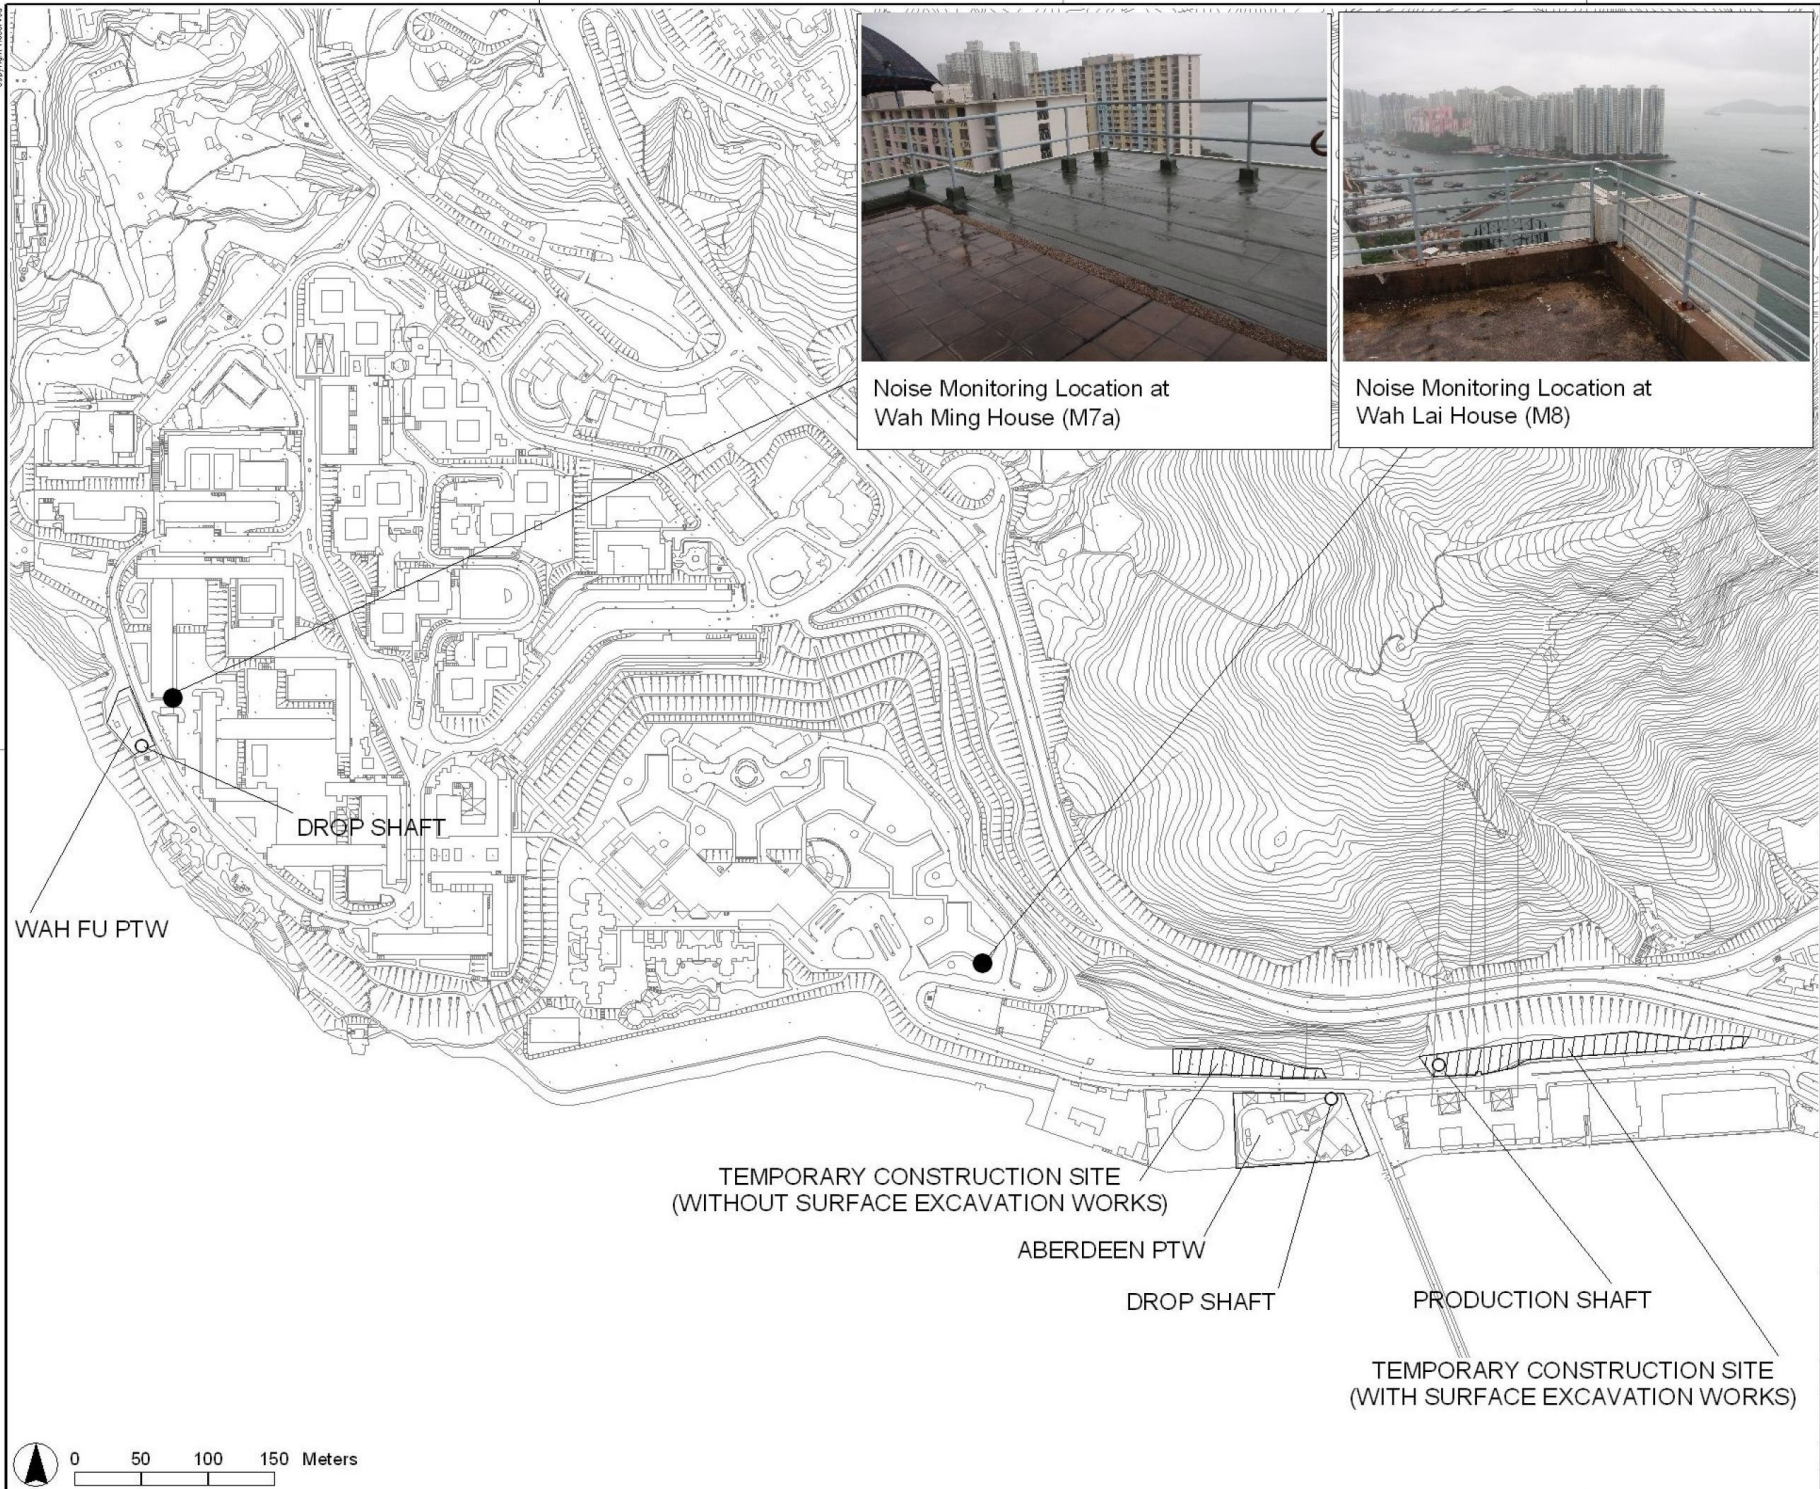 Noise Monitoring Location at
Wah Ming House (M7a)
Noise Monitoring Location at
Wah Lai House (M8)
DROP SHAFT
WAH FU PTW
TEMPORARY CONSTRUCTION SITE
(WITHOUT SURFACE EXCAVATION WORKS)
ABERDEEN PTW
DROP SHAFT
PRODUCTION SHAFT
TEMPORARY CONSTRUCTION SITE
(WITH SURFACE EXCAVATION WORKS)
0 50 100 150 Meters